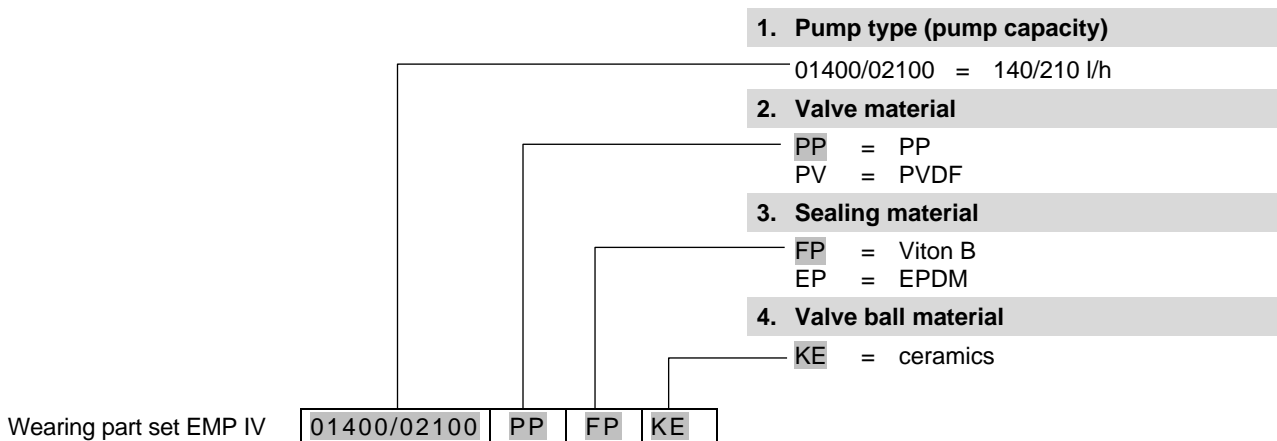 1. Pump type (pump capacity)
01400/02100 = 140/210 l/h
2. Valve material
PP = PP
PV = PVDF
3. Sealing material
FP = Viton B
EP = EPDM
4. Valve ball material
KE = ceramics
Wearing part set EMP IV 01400/02100 PP FP KE